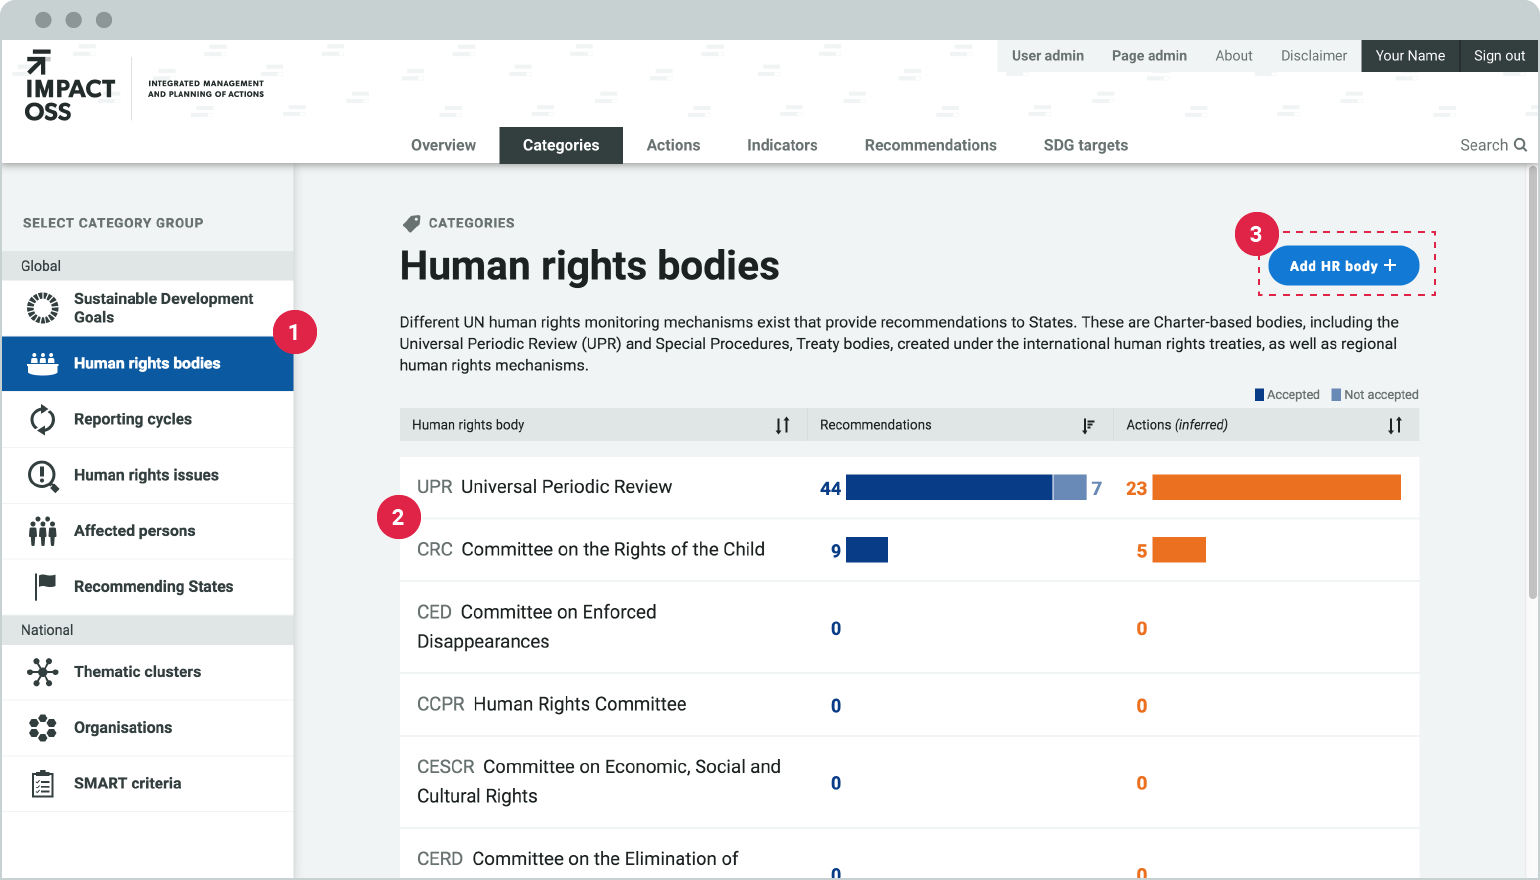 IMPACT
OSS
INTEGRATED MANAGEMENT
AND PLANNING OF ACTIONS
User admin Page admin About Disclaimer Your Name Sign out
Overview Categories Actions Indicators Recommendations SDG targets Search
SELECT CATEGORY GROUP
Global
Sustainable Development
Goals
1
Human rights bodies
Reporting cycles
Human rights issues
Affected persons
Recommending States
National
Thematic clusters
Organisations
SMART criteria
CATEGORIES
Human rights bodies
3
Add HR body +
Different UN human rights monitoring mechanisms exist that provide recommendations to States. These are Charter-based bodies, including the
Universal Periodic Review (UPR) and Special Procedures, Treaty bodies, created under the international human rights treaties, as well as regional
human rights mechanisms.
Accepted Not accepted
Human rights body Recommendations Actions (inferred)
UPR Universal Periodic Review 44 7 23
2
CRC Committee on the Rights of the Child 9 5
CED Committee on Enforced
Disappearances 0 0
CCPR Human Rights Committee 0 0
CESCR Committee on Economic, Social and
Cultural Rights 0 0
CERD Committee on the Elimination of
0 0